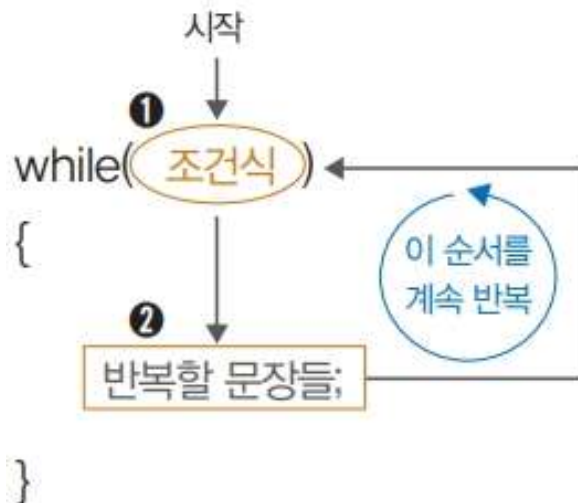 시작
❶
while( 조건식 )
{
이 순서를
계속 반복
❷
반복할 문장들;
}